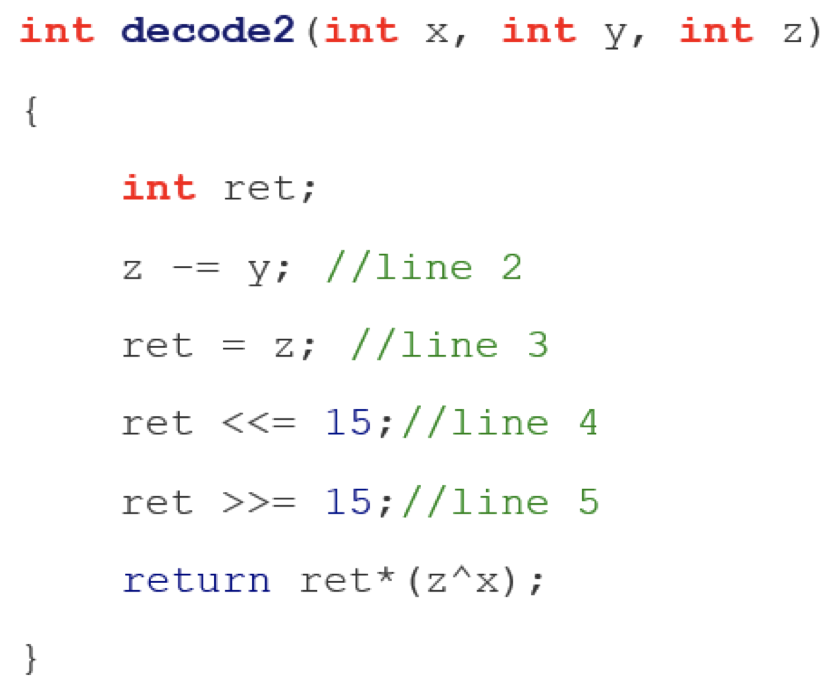 int decode2(int x, int y, int z)
{
int ret;
z -= y; //line 2
ret = z; //line 3
ret <<= 15;//line 4
ret >>= 15;//line 5
return ret*(z^x);
}